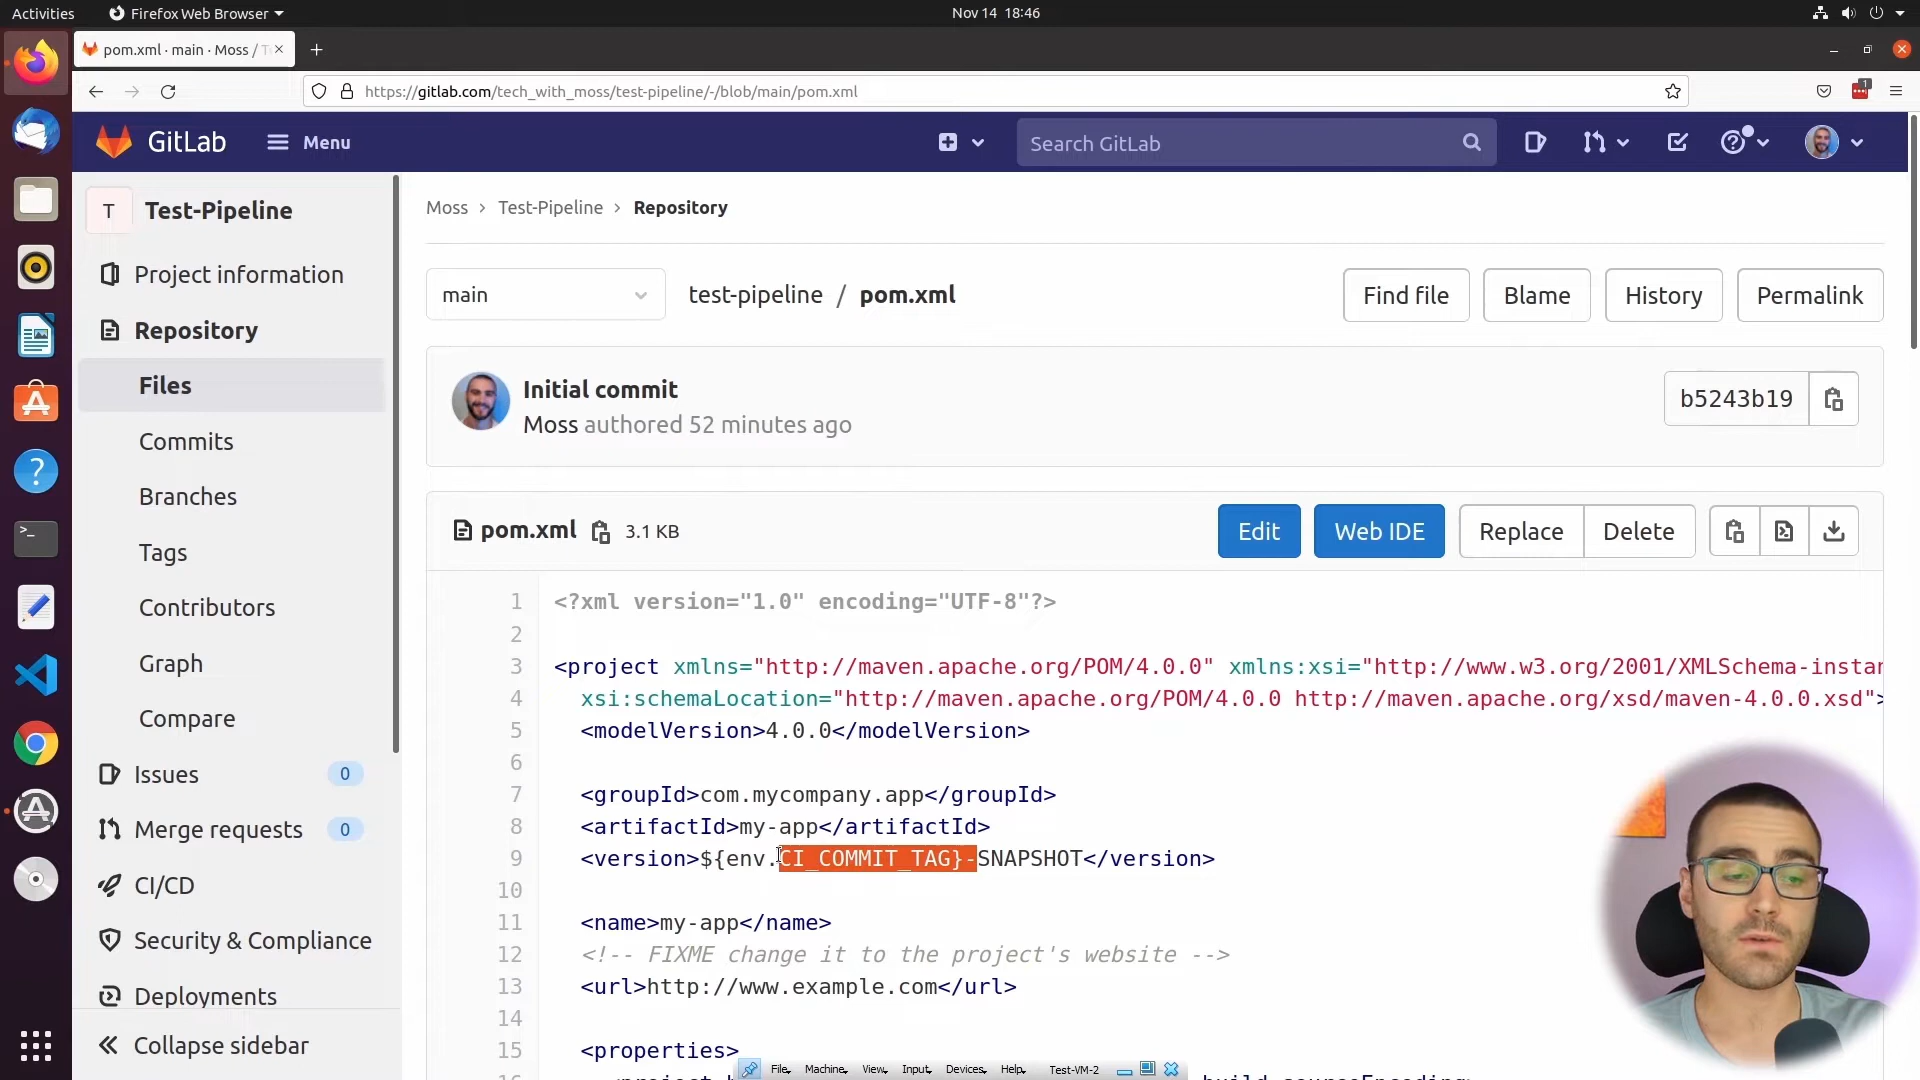 Activities
Firefox Web Browser
Nov 14 18:46
pom.xml · main · Moss / T
https://gitlab.com/tech_with_moss/test-pipeline/-/blob/main/pom.xml
1
GitLab
Menu
Search GitLab
T
Test-Pipeline
Project information
Repository
Files
Commits
Branches
Tags
Contributors
Graph
Compare
Issues 0
Merge requests 0
CI/CD
Security & Compliance
Deployments
Collapse sidebar
Moss › Test-Pipeline › Repository
main
test-pipeline / pom.xml
Find file
Blame
History
Permalink
Initial commit
Moss authored 52 minutes ago
b5243b19
pom.xml 3.1 KB
Edit
Web IDE
Replace
Delete
1 <?xml version="1.0" encoding="UTF-8"?>
2
3 <project xmlns="http://maven.apache.org/POM/4.0.0" xmlns:xsi="http://www.w3.org/2001/XMLSchema-instan
4 xsi:schemaLocation="http://maven.apache.org/POM/4.0.0 http://maven.apache.org/xsd/maven-4.0.0.xsd">
5 <modelVersion>4.0.0</modelVersion>
6
7 <groupId>com.mycompany.app</groupId>
8 <artifactId>my-app</artifactId>
9 <version>${env.CI_COMMIT_TAG}-SNAPSHOT</version>
10
11 <name>my-app</name>
12 <!-- FIXME change it to the project's website -->
13 <url>http://www.example.com</url>
14
15 <properties>
File Machine View Input Devices Help Test-VM-2